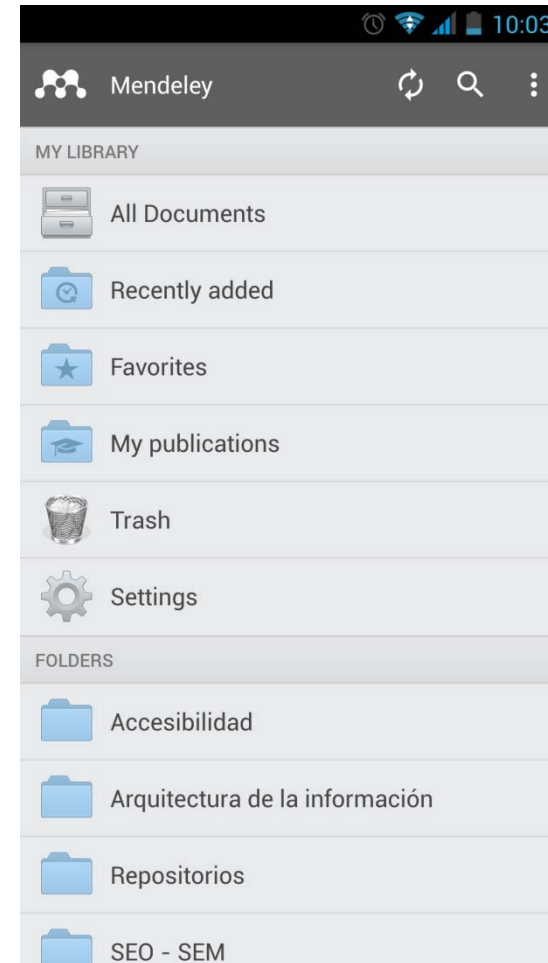 10:03
Mendeley
MY LIBRARY
All Documents
Recently added
Favorites
My publications
Trash
Settings
FOLDERS
Accesibilidad
Arquitectura de la información
Repositorios
SEO - SEM